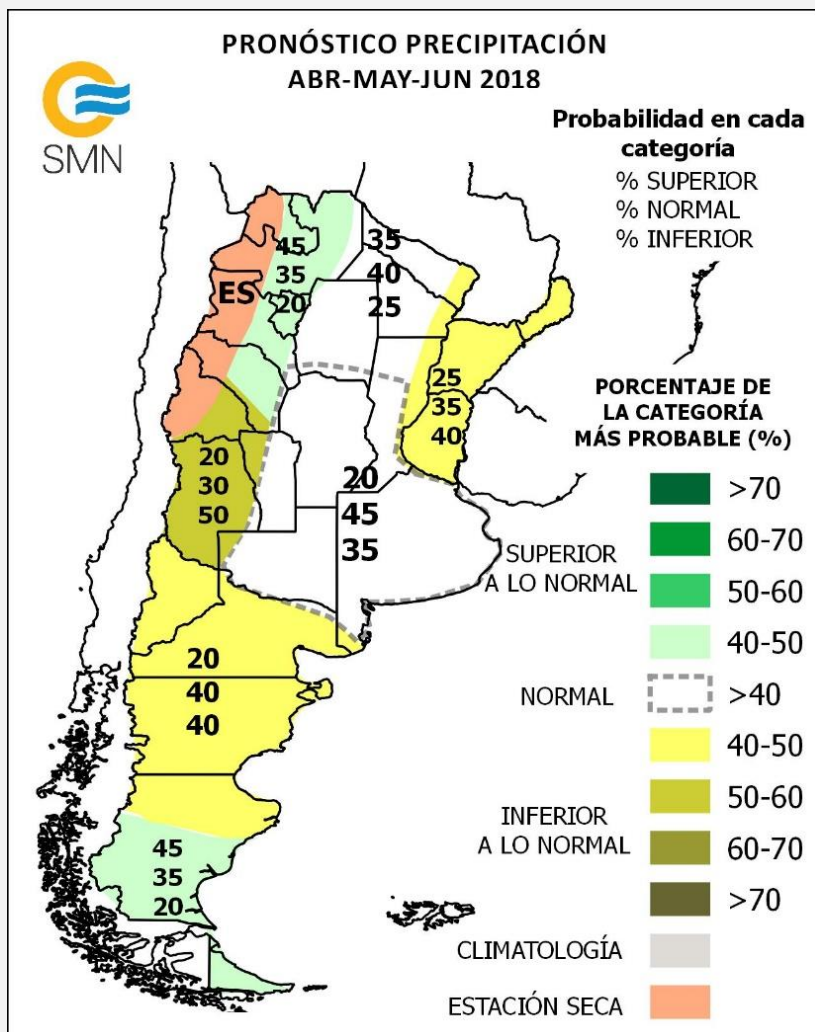 PRONÓSTICO PRECIPITACIÓN
ABR-MAY-JUN 2018
SMN
Probabilidad en cada
categoría
% SUPERIOR
% NORMAL
% INFERIOR
45
35
20
35
40
25
ES
25
35
40
20
30
50
20
45
35
20
40
40
45
35
20
PORCENTAJE DE
LA CATEGORÍA
MÁS PROBABLE (%)
>70
60-70
SUPERIOR
A LO NORMAL
50-60
40-50
NORMAL
>40
40-50
50-60
INFERIOR
A LO NORMAL
60-70
>70
CLIMATOLOGÍA
ESTACIÓN SECA